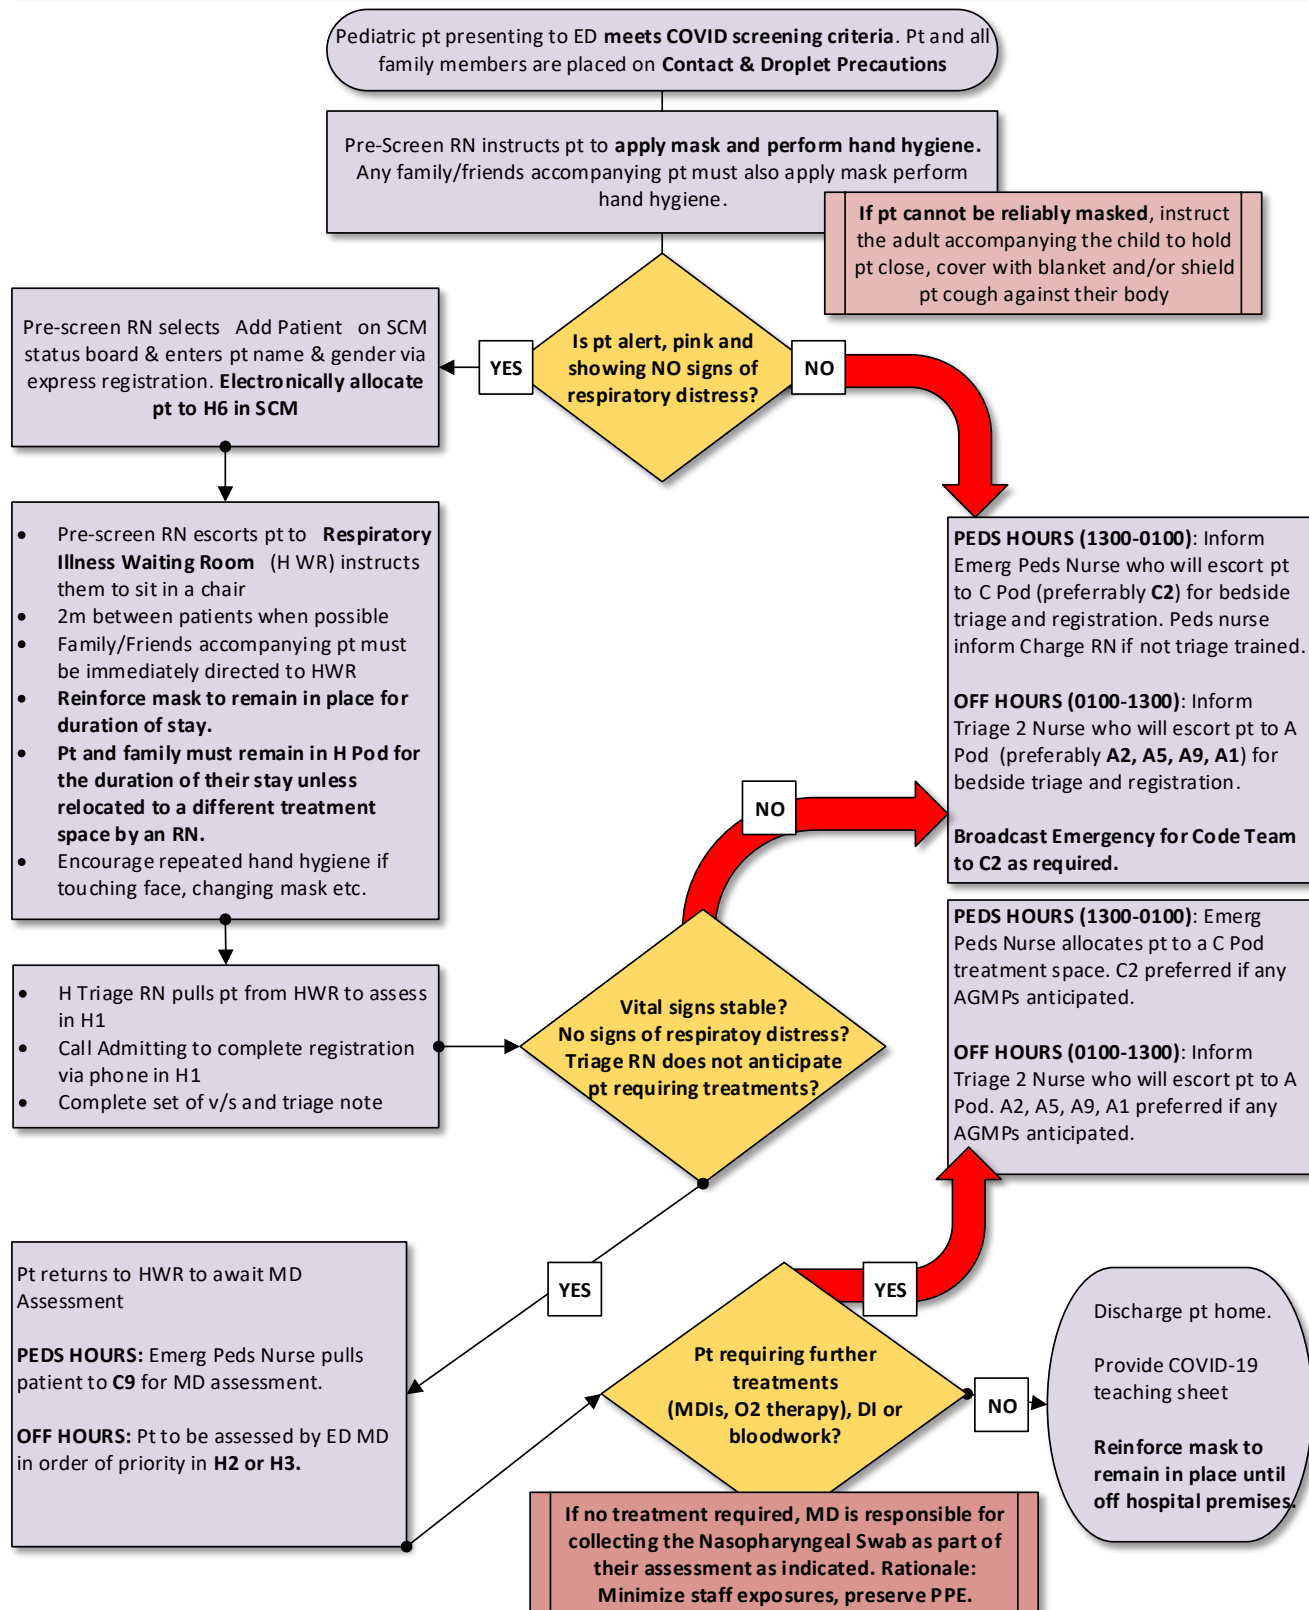 Pediatric pt presenting to ED meets COVID screening criteria. Pt and all
family members are placed on Contact & Droplet Precautions
Pre-Screen RN instructs pt to apply mask and perform hand hygiene.
Any family/friends accompanying pt must also apply mask perform
hand hygiene.
If pt cannot be reliably masked, instruct
the adult accompanying the child to hold
pt close, cover with blanket and/or shield
pt cough against their body
Is pt alert, pink and
showing NO signs of
respiratory distress?
YES
NO
Pre-screen RN selects Add Patient on SCM
status board & enters pt name & gender via
express registration. Electronically allocate
pt to H6 in SCM
• Pre-screen RN escorts pt to Respiratory
Illness Waiting Room (H WR) instructs
them to sit in a chair
• 2m between patients when possible
• Family/Friends accompanying pt must
be immediately directed to HWR
• Reinforce mask to remain in place for
duration of stay.
• Pt and family must remain in H Pod for
the duration of their stay unless
relocated to a different treatment
space by an RN.
• Encourage repeated hand hygiene if
touching face, changing mask etc.
PEDS HOURS (1300-0100): Inform
Emerg Peds Nurse who will escort pt
to C Pod (preferrably C2) for bedside
triage and registration. Peds nurse
inform Charge RN if not triage trained.
OFF HOURS (0100-1300): Inform
Triage 2 Nurse who will escort pt to A
Pod (preferably A2, A5, A9, A1) for
bedside triage and registration.
Broadcast Emergency for Code Team
to C2 as required.
• H Triage RN pulls pt from HWR to assess
in H1
• Call Admitting to complete registration
via phone in H1
• Complete set of v/s and triage note
Vital signs stable?
No signs of respiratoy distress?
Triage RN does not anticipate
pt requiring treatments?
NO
YES
PEDS HOURS (1300-0100): Emerg
Peds Nurse allocates pt to a C Pod
treatment space. C2 preferred if any
AGMPs anticipated.
OFF HOURS (0100-1300): Inform
Triage 2 Nurse who will escort pt to A
Pod. A2, A5, A9, A1 preferred if any
AGMPs anticipated.
Pt returns to HWR to await MD
Assessment
PEDS HOURS: Emerg Peds Nurse pulls
patient to C9 for MD assessment.
OFF HOURS: Pt to be assessed by ED MD
in order of priority in H2 or H3.
Pt requiring further
treatments
(MDIs, O2 therapy), DI or
bloodwork?
YES
NO
Discharge pt home.
Provide COVID-19
teaching sheet
Reinforce mask to
remain in place until
off hospital premises.
If no treatment required, MD is responsible for
collecting the Nasopharyngeal Swab as part of
their assessment as indicated. Rationale:
Minimize staff exposures, preserve PPE.